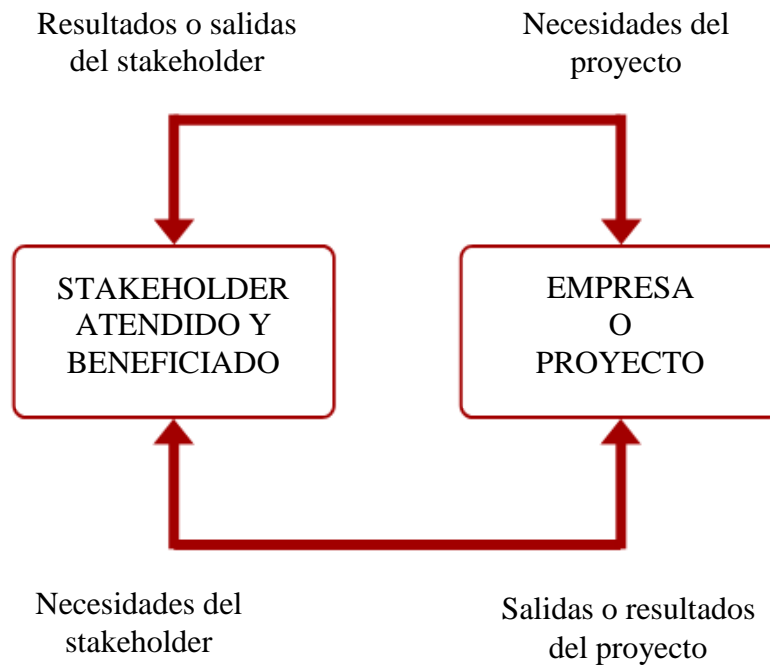 Resultados o salidas
del stakeholder
Necesidades del
proyecto
STAKEHOLDER
ATENDIDO Y
BENEFICIADO
EMPRESA
O
PROYECTO
Necesidades del
stakeholder
Salidas o resultados
del proyecto